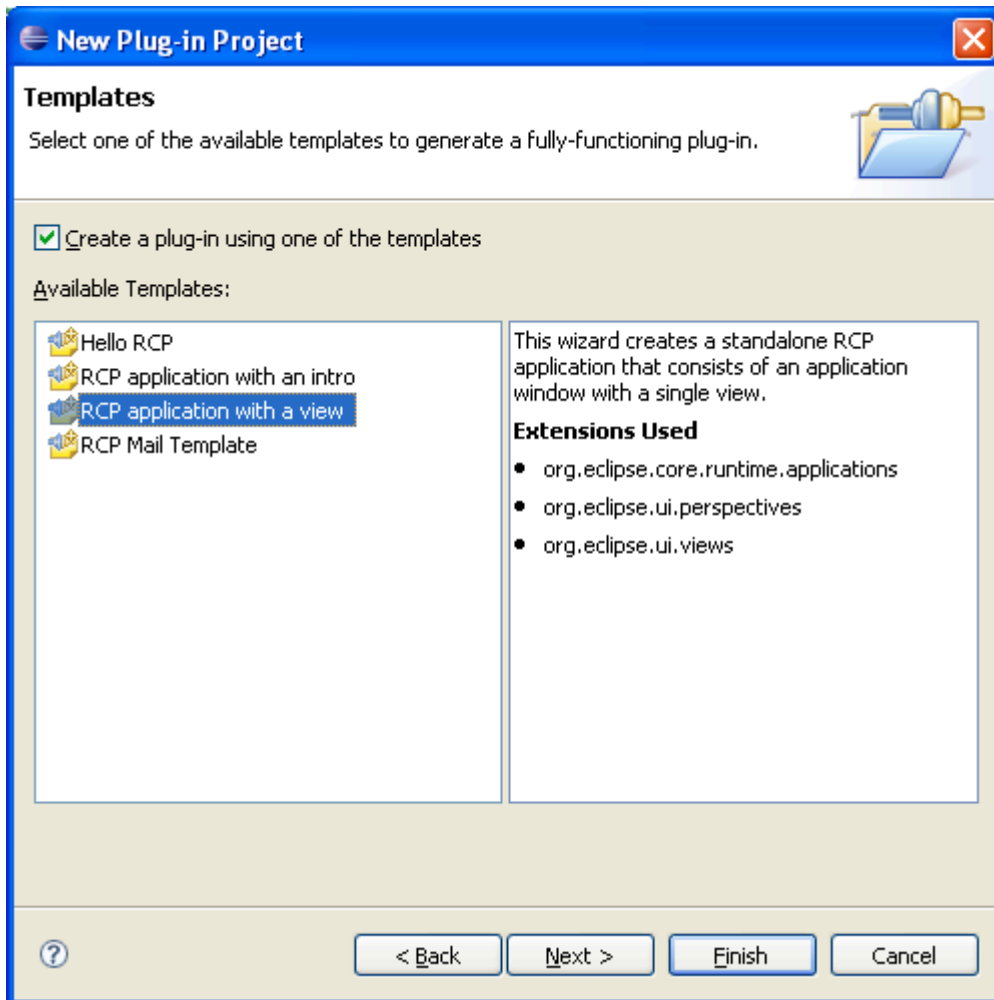 New Plug-in Project
Templates
Select one of the available templates to generate a fully-functioning plug-in.
Create a plug-in using one of the templates
Available Templates:
Hello RCP
RCP application with an intro
RCP application with a view
RCP Mail Template
This wizard creates a standalone RCP
application that consists of an application
window with a single view.
Extensions Used
• org.eclipse.core.runtime.applications
• org.eclipse.ui.perspectives
• org.eclipse.ui.views
? < Back Next > Finish Cancel